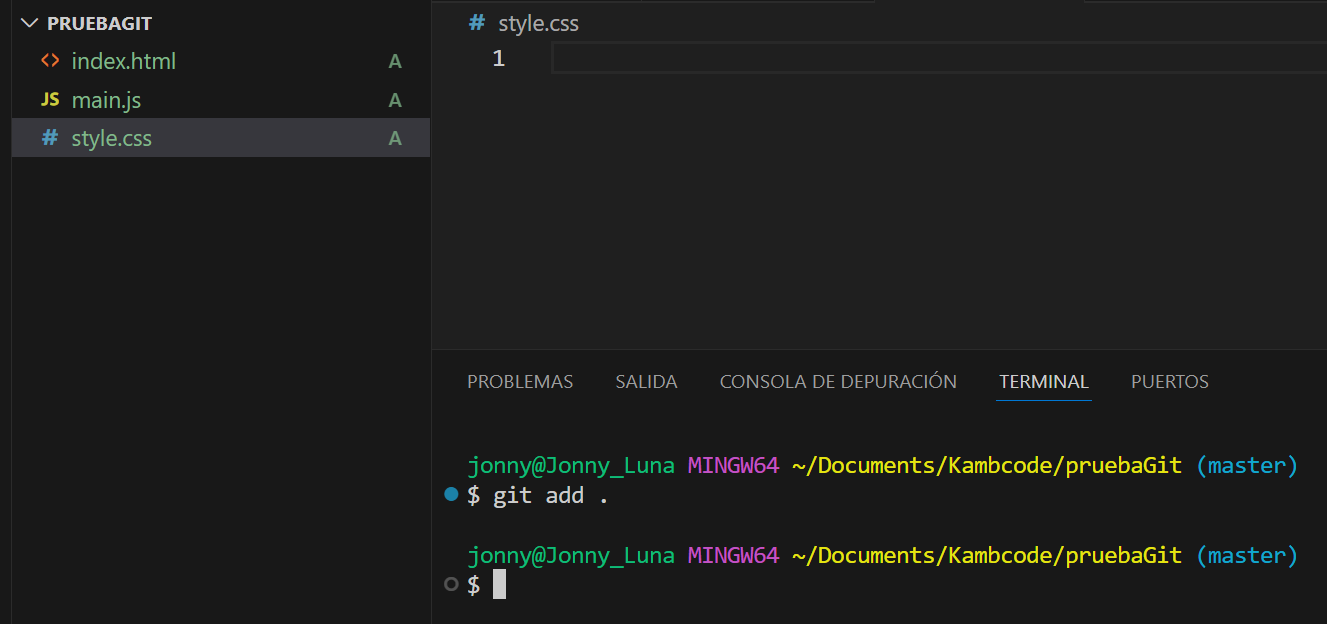 PRUEBAGIT
<> index.html A
JS main.js A
# style.css A
# style.css
1
PROBLEMAS SALIDA CONSOLA DE DEPURACIÓN TERMINAL PUERTOS
jonny@Jonny_Luna MINGW64 ~/Documents/Kambcode/pruebaGit (master)
$ git add .
jonny@Jonny_Luna MINGW64 ~/Documents/Kambcode/pruebaGit (master)
$